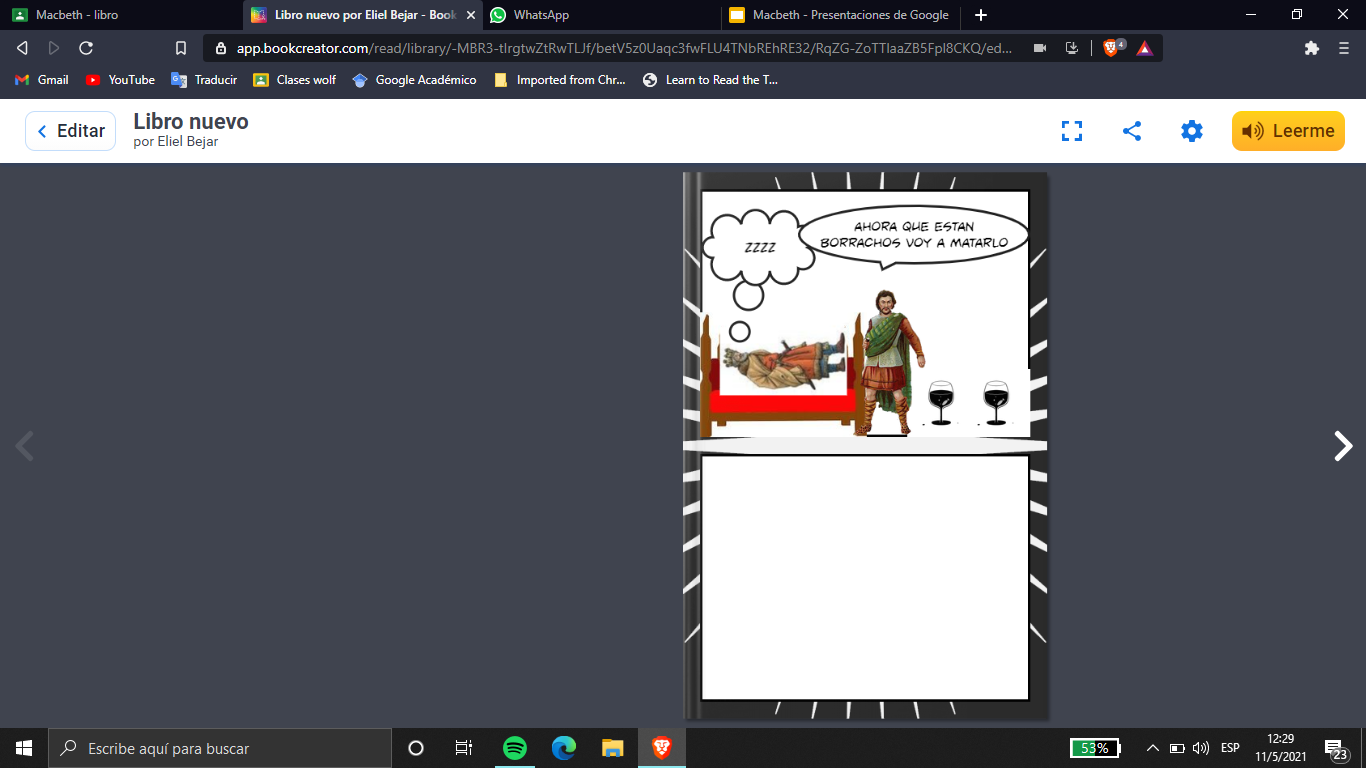 Macbeth - libro
Libro nuevo por Eliel Bejar - Book
WhatsApp
Macbeth - Presentaciones de Google
app.bookcreator.com/read/library/-MBR3-tIrgtwZtRwTLJf/betV5z0Uaqc3fwFLU4TNbREhRE32/RqZG-ZoTTlaaZB5FpI8CKQ/ed...
4
Gmail
YouTube
Traducir
Clases wolf
Google Académico
Imported from Chr...
Learn to Read the T...
Editar
Libro nuevo
por Eliel Bejar
Leerme
ZZZZ
AHORA QUE ESTAN
BORRACHOS VOY A MATARLO
Escribe aquí para buscar
53%
ESP
12:29
11/5/2021
23